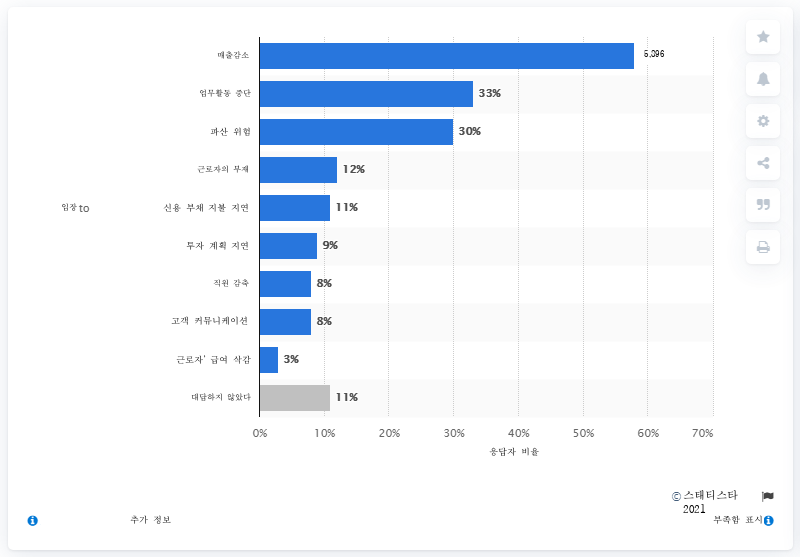 매출감소
5,096
업무활동 중단
33%
파산 위험
30%
근로자의 부재
12%
입장 to
신용 부채 지불 지연
11%
투자 계획 지연
9%
직원 감축
8%
고객 커뮤니케이션
8%
근로자' 급여 삭감
3%
대답하지 않았다
11%
0% 10% 20% 30% 40% 50% 60% 70%
응답자 비율
© 스태티스타
2021
추가 정보
부족함 표시